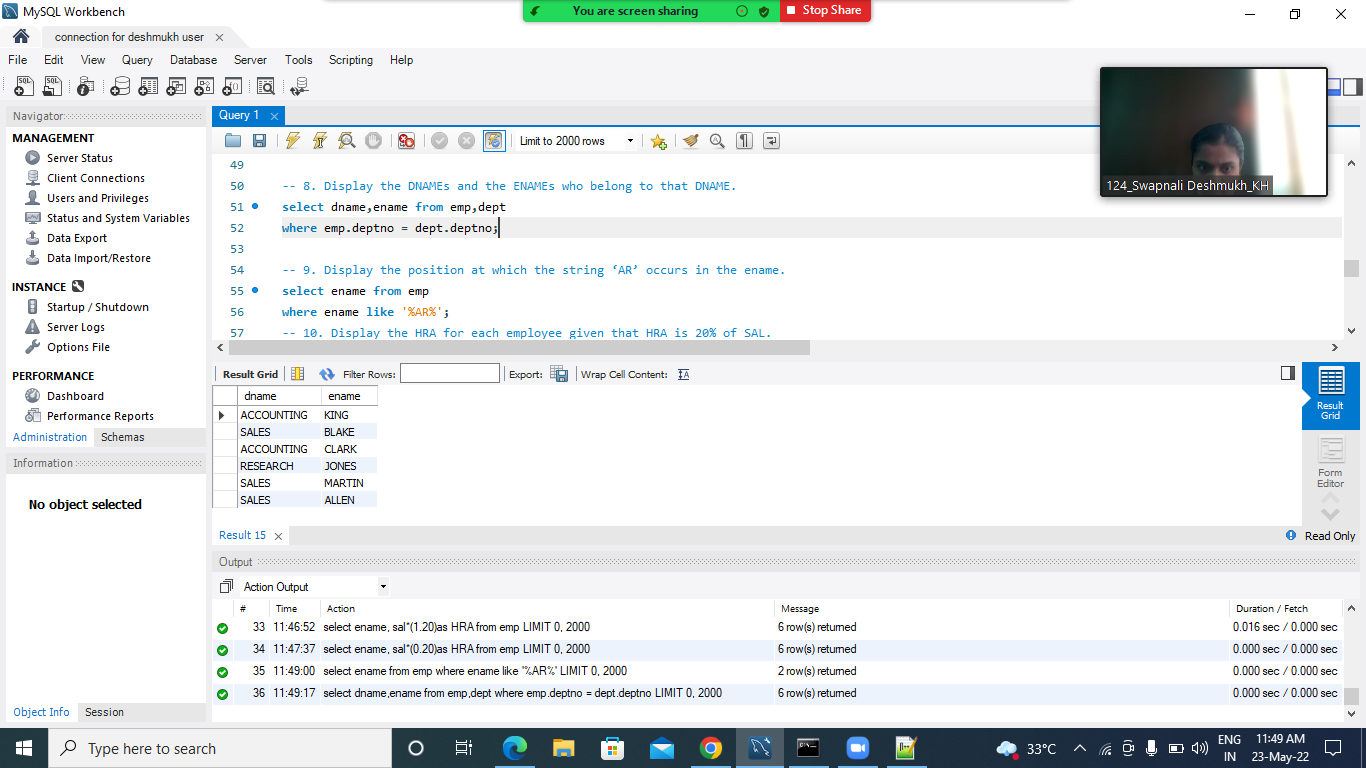 MySQL Workbench
You are screen sharing
Stop Share
connection for deshmukh user
File Edit View Query Database Server Tools Scripting Help
Navigator
MANAGEMENT
Server Status
Client Connections
Users and Privileges
Status and System Variables
Data Export
Data Import/Restore
INSTANCE
Startup / Shutdown
Server Logs
Options File
PERFORMANCE
Dashboard
Performance Reports
Administration Schemas
Information
No object selected
Object Info Session
Query 1
Limit to 2000 rows
124_Swapnali Deshmukh_KH
49
50 -- 8. Display the DNAMEs and the ENAMEs who belong to that DNAME.
51 select dname,ename from emp,dept
52 where emp.deptno = dept.deptno;
53
54 -- 9. Display the position at which the string ‘AR’ occurs in the ename.
55 select ename from emp
56 where ename like '%AR%';
57 -- 10. Display the HRA for each employee given that HRA is 20% of SAL.
Result Grid Filter Rows: Export: Wrap Cell Content:
dname ename
ACCOUNTING KING
SALES BLAKE
ACCOUNTING CLARK
RESEARCH JONES
SALES MARTIN
SALES ALLEN
Result Grid
Form Editor
Result 15
Read Only
Output
Action Output
# Time Action Message Duration / Fetch
33 11:46:52 select ename, sal*(1.20)as HRA from emp LIMIT 0, 2000 6 row(s) returned 0.016 sec / 0.000 sec
34 11:47:37 select ename, sal*(0.20)as HRA from emp LIMIT 0, 2000 6 row(s) returned 0.000 sec / 0.000 sec
35 11:49:00 select ename from emp where ename like '%AR%' LIMIT 0, 2000 2 row(s) returned 0.000 sec / 0.000 sec
36 11:49:17 select dname,ename from emp,dept where emp.deptno = dept.deptno LIMIT 0, 2000 6 row(s) returned 0.000 sec / 0.000 sec
Type here to search
33°C
ENG
IN
11:49 AM
23-May-22